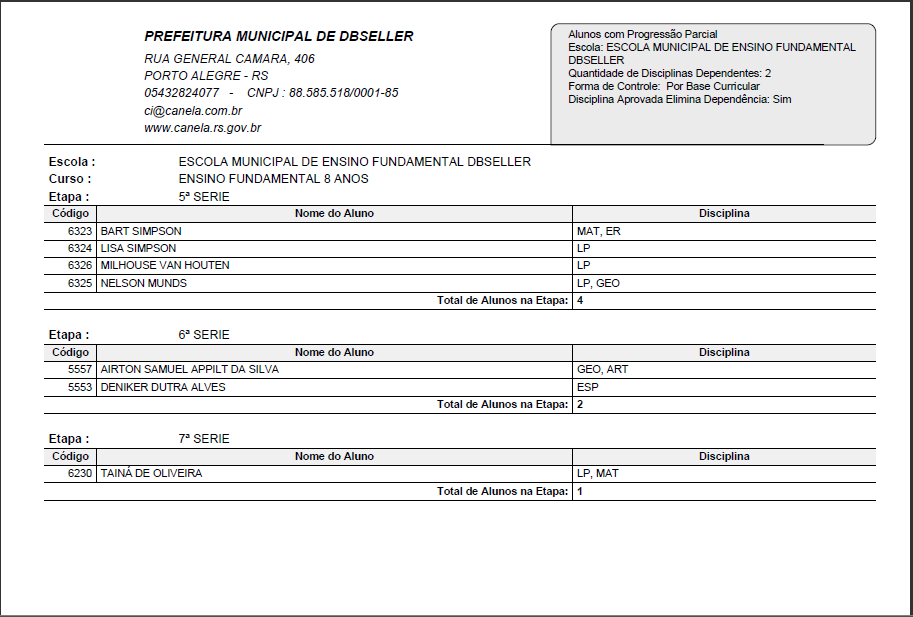 PREFEITURA MUNICIPAL DE DBSELLER
RUA GENERAL CAMARA, 406
PORTO ALEGRE - RS
05432824077 - CNPJ : 88.585.518/0001-85
ci@canela.com.br
www.canela.rs.gov.br
Alunos com Progressão Parcial
Escola: ESCOLA MUNICIPAL DE ENSINO FUNDAMENTAL
DBSELLER
Quantidade de Disciplinas Dependentes: 2
Forma de Controle: Por Base Curricular
Disciplina Aprovada Elimina Dependência: Sim
Escola : ESCOLA MUNICIPAL DE ENSINO FUNDAMENTAL DBSELLER
Curso : ENSINO FUNDAMENTAL 8 ANOS
Etapa : 5ª SERIE
Código Nome do Aluno Disciplina
6323 BART SIMPSON MAT, ER
6324 LISA SIMPSON LP
6326 MILHOUSE VAN HOUTEN LP
6325 NELSON MUNDS LP, GEO
Total de Alunos na Etapa: 4
Etapa : 6ª SERIE
Código Nome do Aluno Disciplina
5557 AIRTON SAMUEL APPILT DA SILVA GEO, ART
5553 DENIKER DUTRA ALVES ESP
Total de Alunos na Etapa: 2
Etapa : 7ª SERIE
Código Nome do Aluno Disciplina
6230 TAINÁ DE OLIVEIRA LP, MAT
Total de Alunos na Etapa: 1